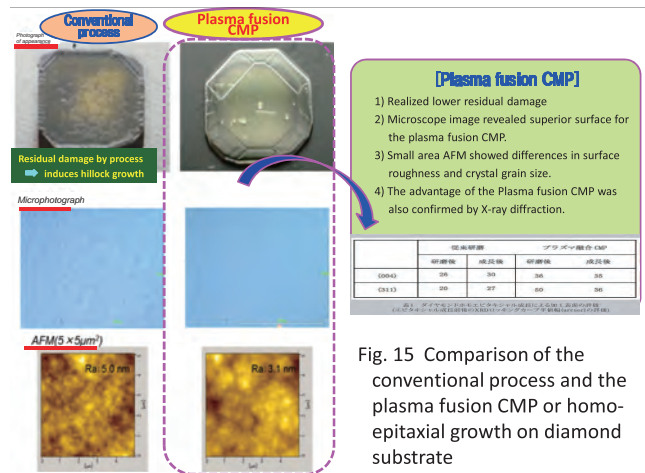 Conventional
process
Plasma fusion
CMP
Photograph
of appearance
Residual damage by process
➡ induces hillock growth
[Plasma fusion CMP]
1) Realized lower residual damage
2) Microscope image revealed superior surface for
the plasma fusion CMP.
3) Small area AFM showed differences in surface
roughness and crystal grain size.
4) The advantage of the Plasma fusion CMP was
also confirmed by X-ray diffraction.
従来研磨 プラズマ融合CMP
研磨後 成長後 研磨後 成長後
(004) 26 30 36 35
(311) 20 27 50 36
Microphotograph
AFM(5×5μm²)
Ra: 5.0 nm
Ra: 3.1 nm
Fig. 15 Comparison of the
conventional process and the
plasma fusion CMP or homo-
epitaxial growth on diamond
substrate